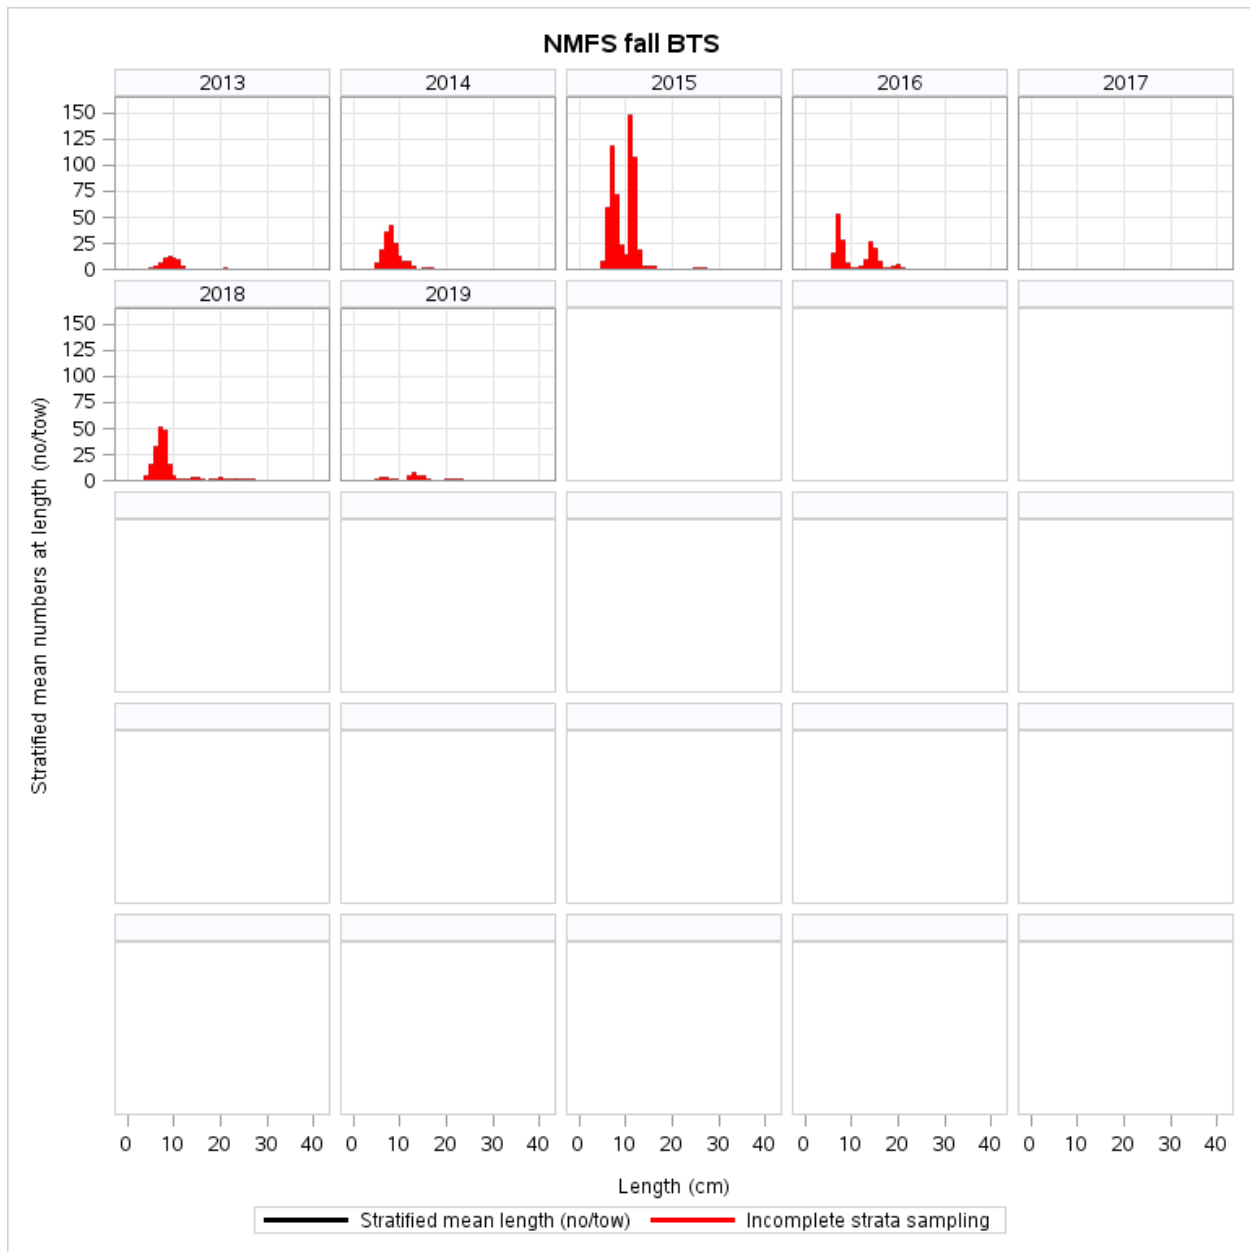 NMFS fall BTS
2013 2014 2015 2016 2017
150
125
100
75
50
25
0
2018 2019
150
125
100
75
50
25
0
Stratified mean numbers at length (no/tow)
0 10 20 30 40 0 10 20 30 40 0 10 20 30 40 0 10 20 30 40 0 10 20 30 40
Length (cm)
Stratified mean length (no/tow) Incomplete strata sampling